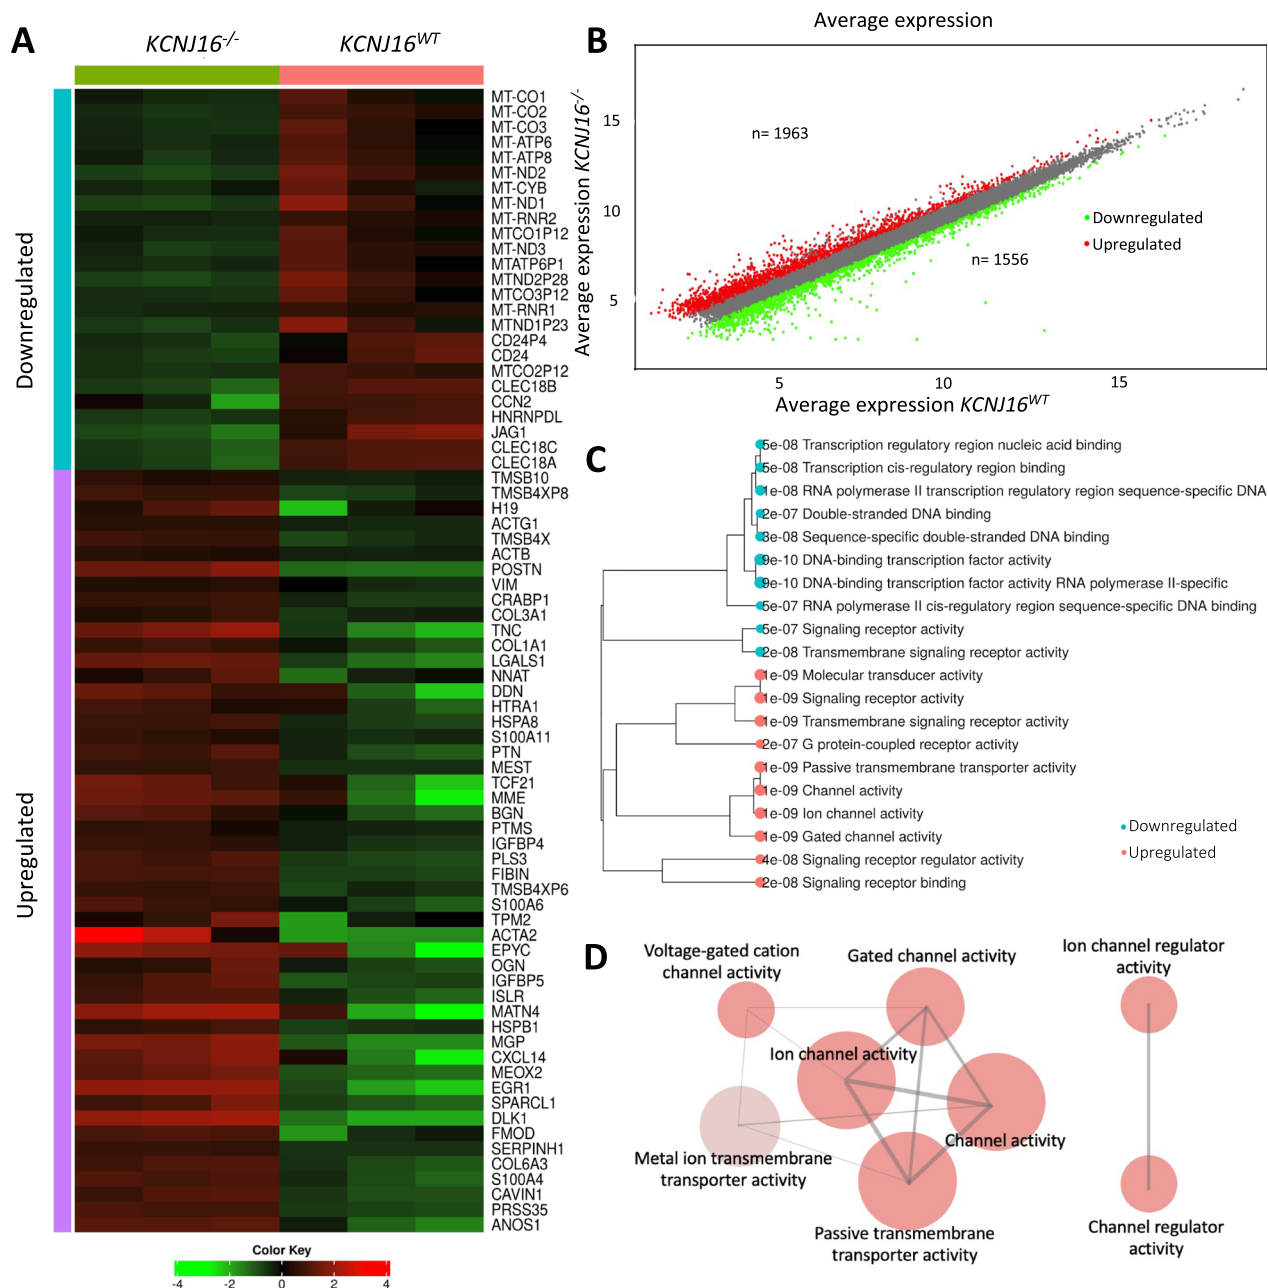 A
KCNJ16-/-
KCNJ16WT
Downregulated
Upregulated
MT-CO1
MT-CO2
MT-CO3
MT-ATP6
MT-ATP8
MT-ND2
MT-CYB
MT-ND1
MT-RNR2
MTCO1P12
MT-ND3
MTATP6P1
MTND2P28
MTCO3P12
MT-RNR1
MTND1P23
CD24P4
CD24
MTCO2P12
CLEC18B
CCN2
HNRNPDL
JAG1
CLEC18C
CLEC18A
TMSB10
TMSB4XP8
H19
ACTG1
TMSB4X
ACTB
POSTN
VIM
CRABP1
COL3A1
TNC
COL1A1
LGALS1
NNAT
DDN
HTRA1
HSPA8
S100A11
PTN
MEST
TCF21
MME
BGN
PTMS
IGFBP4
PLS3
FIBIN
TMSB4XP6
S100A6
TPM2
ACTA2
EPYC
OGN
IGFBP5
ISLR
MATN4
HSPB1
MGP
CXCL14
MEOX2
EGR1
SPARCL1
DLK1
FMOD
SERPINH1
COL6A3
S100A4
CAVIN1
PRSS35
ANOS1
Color Key
-4 -2 0 2 4
B
Average expression
Average expression KCNJ16-/-
15
10
5
n= 1963
n= 1556
Downregulated
Upregulated
5 10 15
Average expression KCNJ16WT
C
5e-08 Transcription regulatory region nucleic acid binding
5e-08 Transcription cis-regulatory region binding
1e-08 RNA polymerase II transcription regulatory region sequence-specific DNA
2e-07 Double-stranded DNA binding
3e-08 Sequence-specific double-stranded DNA binding
9e-10 DNA-binding transcription factor activity
9e-10 DNA-binding transcription factor activity RNA polymerase II-specific
5e-07 RNA polymerase II cis-regulatory region sequence-specific DNA binding
5e-07 Signaling receptor activity
2e-08 Transmembrane signaling receptor activity
1e-09 Molecular transducer activity
1e-09 Signaling receptor activity
1e-09 Transmembrane signaling receptor activity
2e-07 G protein-coupled receptor activity
1e-09 Passive transmembrane transporter activity
1e-09 Channel activity
1e-09 Ion channel activity
1e-09 Gated channel activity
4e-08 Signaling receptor regulator activity
2e-08 Signaling receptor binding
Downregulated
Upregulated
D
Voltage-gated cation
channel activity
Gated channel activity
Ion channel regulator
activity
Ion channel activity
Channel activity
Metal ion transmembrane
transporter activity
Passive transmembrane
transporter activity
Channel regulator
activity